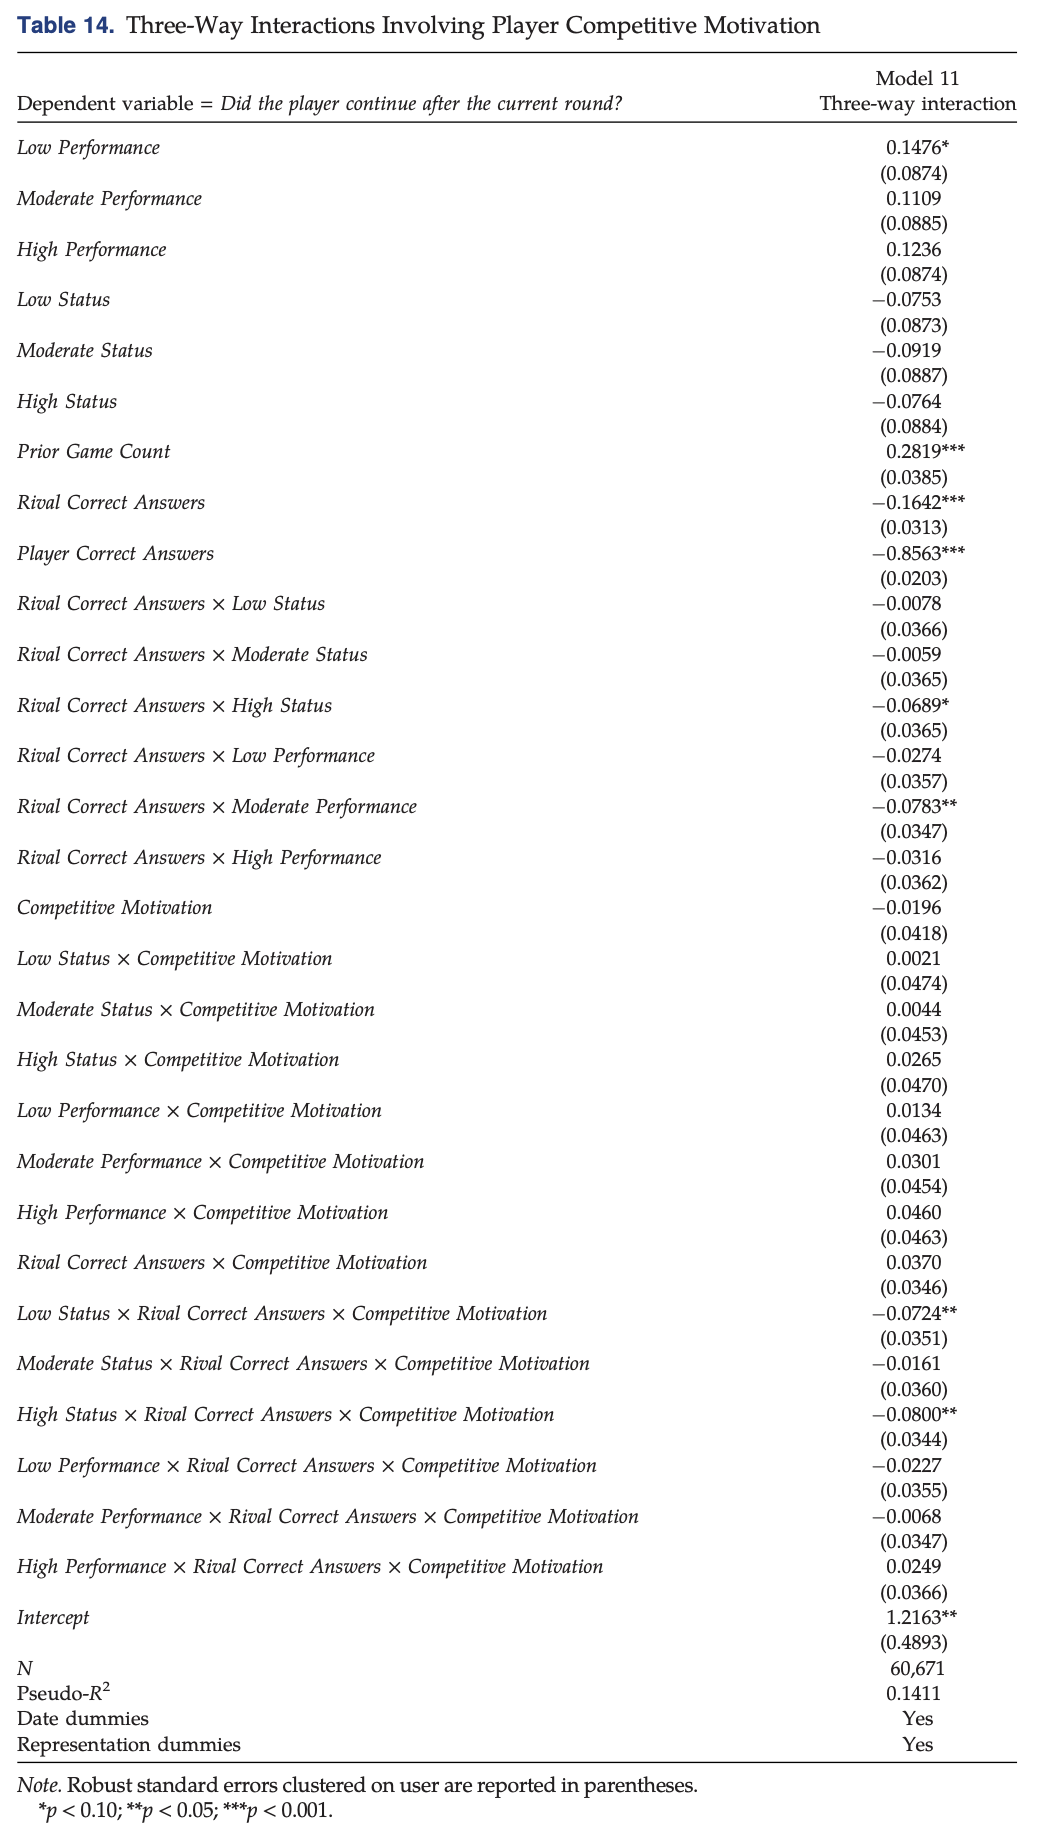 Table 14. Three-Way Interactions Involving Player Competitive Motivation
Model 11
Dependent variable = Did the player continue after the current round? Three-way interaction
Low Performance 0.1476*
(0.0874)
Moderate Performance 0.1109
(0.0885)
High Performance 0.1236
(0.0874)
Low Status −0.0753
(0.0873)
Moderate Status −0.0919
(0.0887)
High Status −0.0764
(0.0884)
Prior Game Count 0.2819***
(0.0385)
Rival Correct Answers −0.1642***
(0.0313)
Player Correct Answers −0.8563***
(0.0203)
Rival Correct Answers × Low Status −0.0078
(0.0366)
Rival Correct Answers × Moderate Status −0.0059
(0.0365)
Rival Correct Answers × High Status −0.0689*
(0.0365)
Rival Correct Answers × Low Performance −0.0274
(0.0357)
Rival Correct Answers × Moderate Performance −0.0783**
(0.0347)
Rival Correct Answers × High Performance −0.0316
(0.0362)
Competitive Motivation −0.0196
(0.0418)
Low Status × Competitive Motivation 0.0021
(0.0474)
Moderate Status × Competitive Motivation 0.0044
(0.0453)
High Status × Competitive Motivation 0.0265
(0.0470)
Low Performance × Competitive Motivation 0.0134
(0.0463)
Moderate Performance × Competitive Motivation 0.0301
(0.0454)
High Performance × Competitive Motivation 0.0460
(0.0463)
Rival Correct Answers × Competitive Motivation 0.0370
(0.0346)
Low Status × Rival Correct Answers × Competitive Motivation −0.0724**
(0.0351)
Moderate Status × Rival Correct Answers × Competitive Motivation −0.0161
(0.0360)
High Status × Rival Correct Answers × Competitive Motivation −0.0800**
(0.0344)
Low Performance × Rival Correct Answers × Competitive Motivation −0.0227
(0.0355)
Moderate Performance × Rival Correct Answers × Competitive Motivation −0.0068
(0.0347)
High Performance × Rival Correct Answers × Competitive Motivation 0.0249
(0.0366)
Intercept 1.2163**
(0.4893)
N 60,671
Pseudo-R² 0.1411
Date dummies Yes
Representation dummies Yes
Note. Robust standard errors clustered on user are reported in parentheses.
*p < 0.10; **p < 0.05; ***p < 0.001.